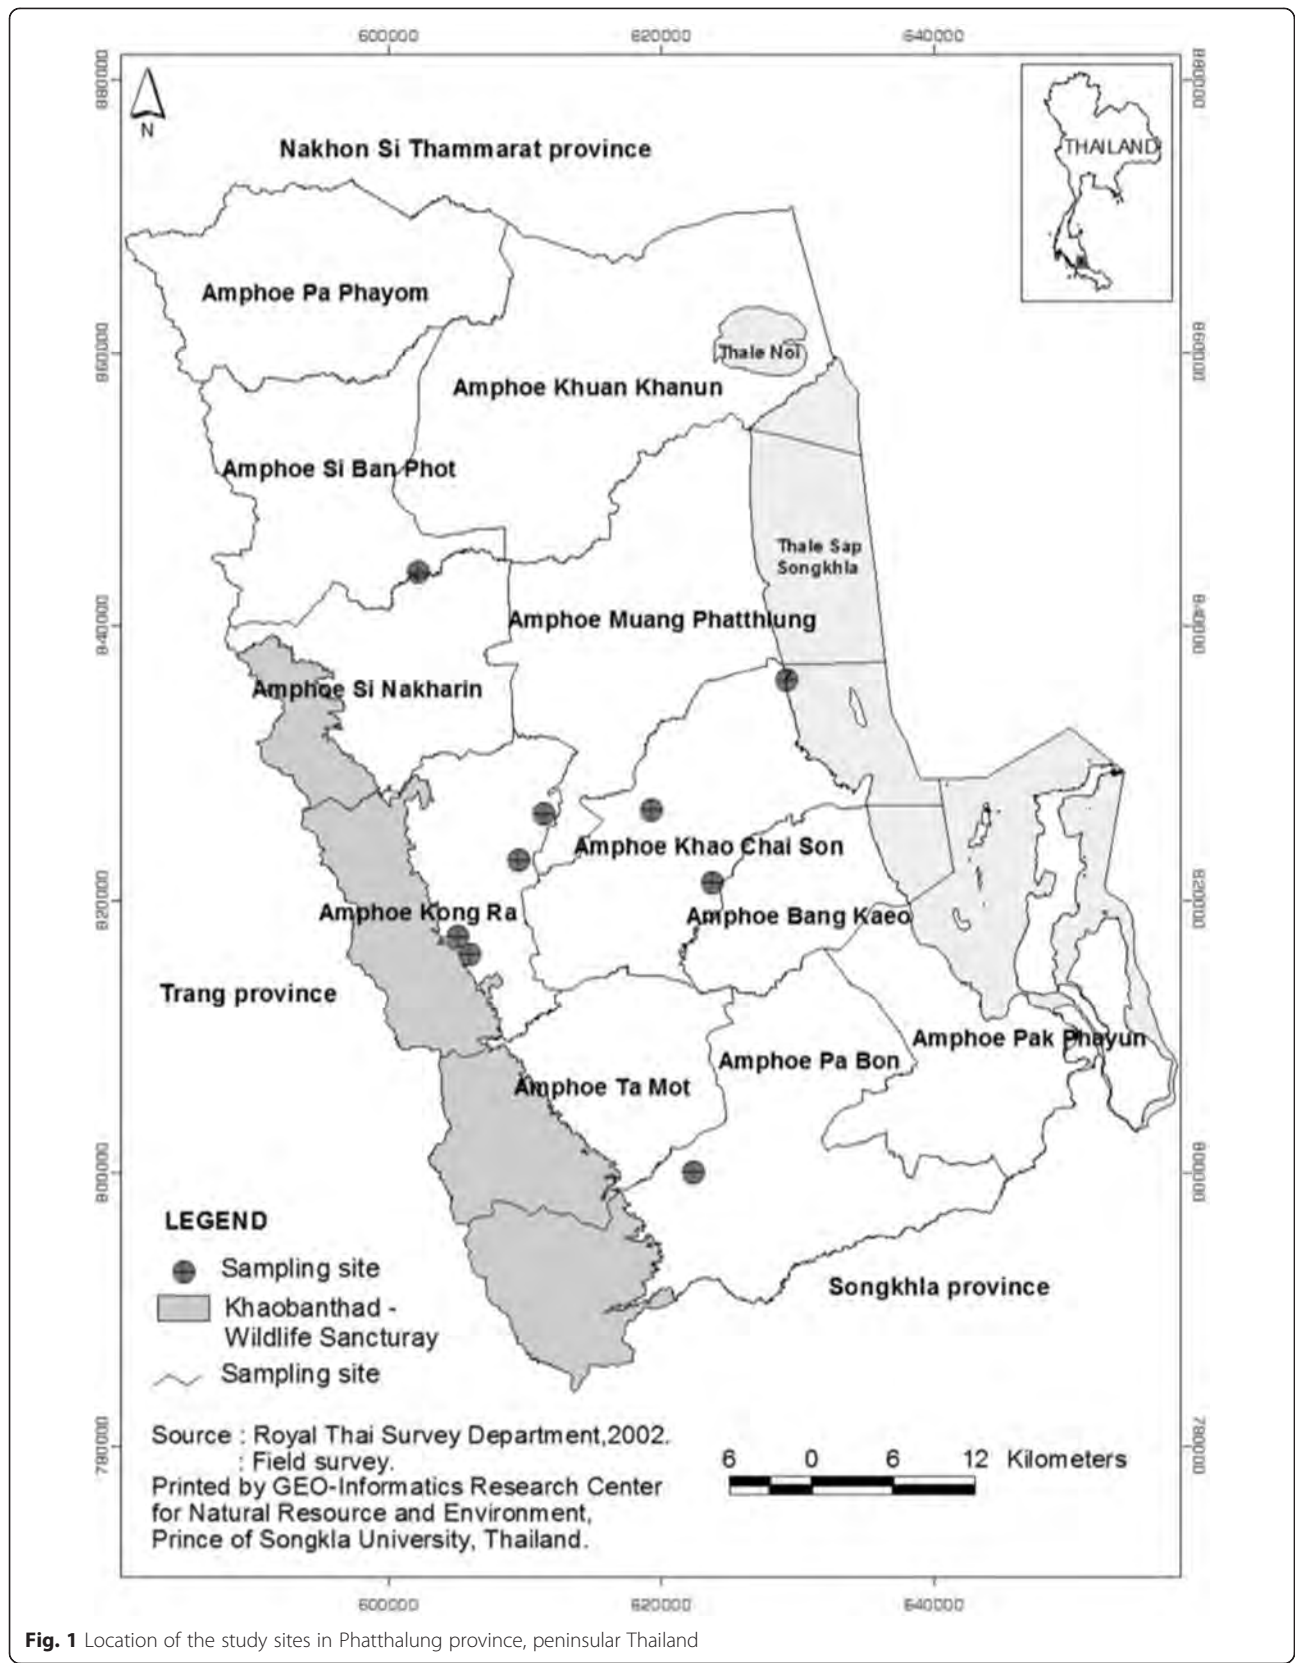 600000
620000
640000
880000
880000
N
Nakhon Si Thammarat province
THAILAND
Amphoe Pa Phayom
860000
860000
Thale Noi
Amphoe Khuan Khanun
Amphoe Si Ban Phot
Thale Sap
Songkhla
840000
840000
Amphoe Muang Phatthlung
Amphoe Si Nakharin
Amphoe Khao Chai Son
820000
820000
Amphoe Kong Ra
Amphoe Bang Kaeo
Trang province
Amphoe Pak Phayun
Amphoe Pa Bon
Amphoe Ta Mot
800000
800000
LEGEND
Sampling site
Khaobanthad -
Wildlife Sancturay
Sampling site
Songkhla province
Source : Royal Thai Survey Department,2002.
: Field survey.
Printed by GEO-Informatics Research Center
for Natural Resource and Environment,
Prince of Songkla University, Thailand.
780000
780000
6 0 6 12 Kilometers
600000
620000
640000
Fig. 1 Location of the study sites in Phatthalung province, peninsular Thailand